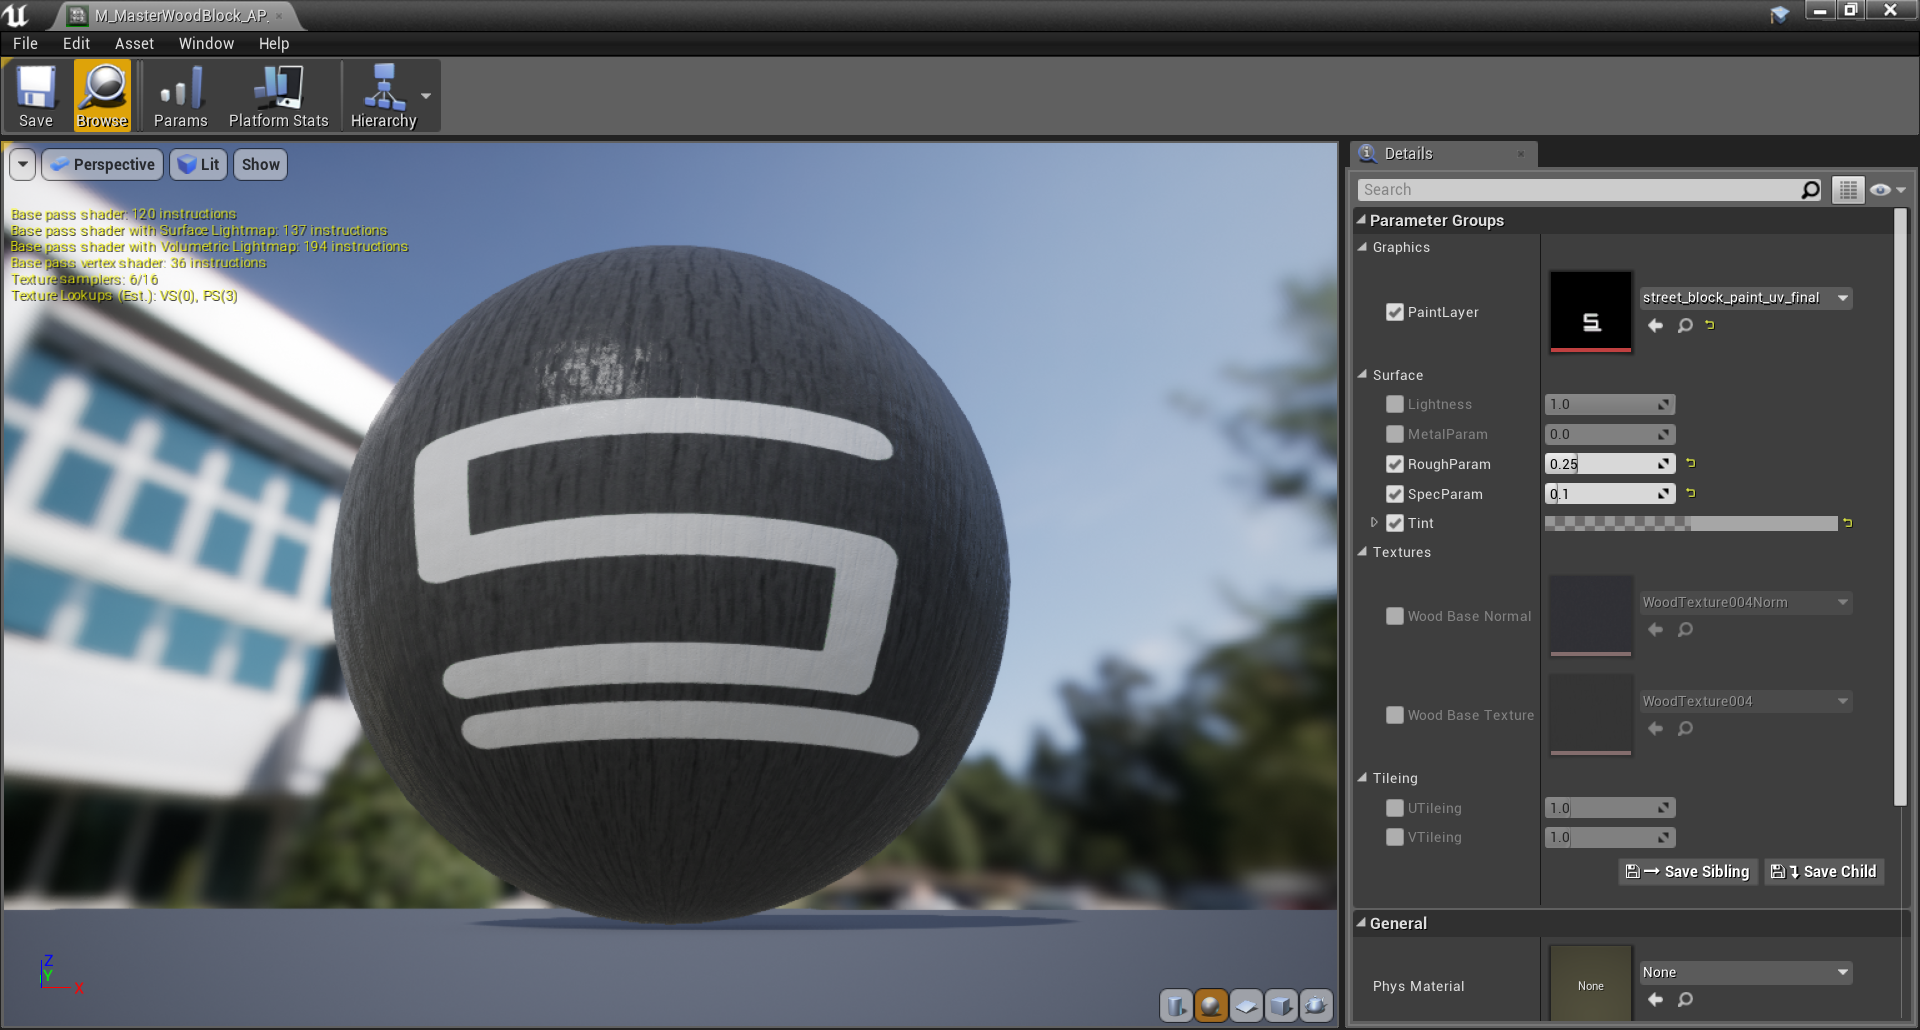 M_MasterWoodBlock_AP_
File Edit Asset Window Help
Save Browse Params Platform Stats Hierarchy
Perspective Lit Show
Base pass shader: 120 instructions
Base pass shader with Surface Lightmap: 137 instructions
Base pass shader with Volumetric Lightmap: 194 instructions
Base pass vertex shader: 36 instructions
Texture samplers: 6/16
Texture Lookups (Est.): VS(0), PS(3)
Z
Y
X
Details
Search
Parameter Groups
Graphics
PaintLayer street_block_paint_uv_final
Surface
Lightness 1.0
MetalParam 0.0
RoughParam 0.25
SpecParam 0.1
Tint
Textures
Wood Base Normal WoodTexture004Norm
Wood Base Texture WoodTexture004
Tileing
UTileing 1.0
VTileing 1.0
Save Sibling Save Child
General
Phys Material None None